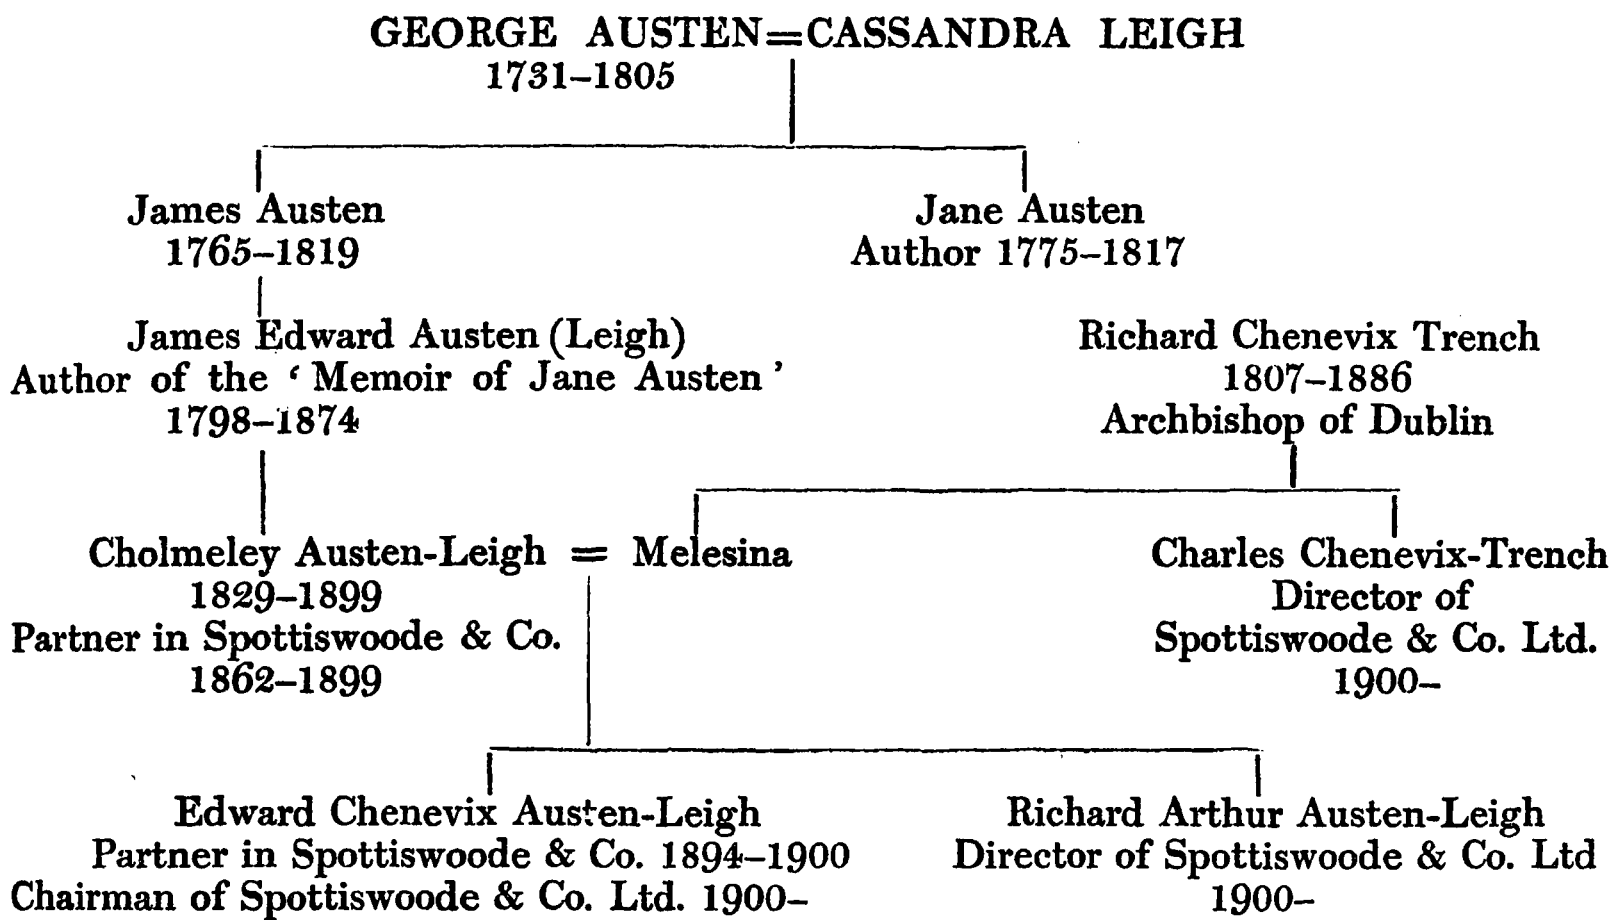 GEORGE AUSTEN=CASSANDRA LEIGH
1731–1805
James Austen
1765–1819
Jane Austen
Author 1775–1817
James Edward Austen (Leigh)
Author of the ‘ Memoir of Jane Austen ’
1798–1874
Richard Chenevix Trench
1807–1886
Archbishop of Dublin
Cholmeley Austen-Leigh = Melesina
1829–1899
Partner in Spottiswoode & Co.
1862–1899
Charles Chenevix-Trench
Director of
Spottiswoode & Co. Ltd.
1900–
Edward Chenevix Austen-Leigh
Partner in Spottiswoode & Co. 1894–1900
Chairman of Spottiswoode & Co. Ltd. 1900–
Richard Arthur Austen-Leigh
Director of Spottiswoode & Co. Ltd
1900–